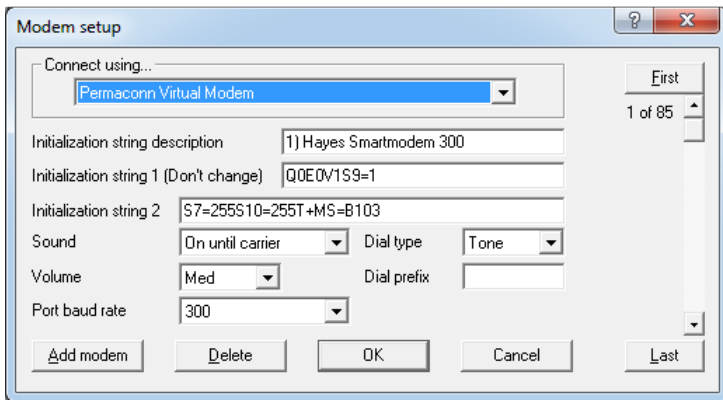 Modem setup
Connect using...
Permaconn Virtual Modem
First
1 of 85
Initialization string description 1) Hayes Smartmodem 300
Initialization string 1 (Don't change) Q0E0V1S9=1
Initialization string 2 S7=255S10=255T+MS=B103
Sound On until carrier Dial type Tone
Volume Med Dial prefix
Port baud rate 300
Add modem Delete OK Cancel Last